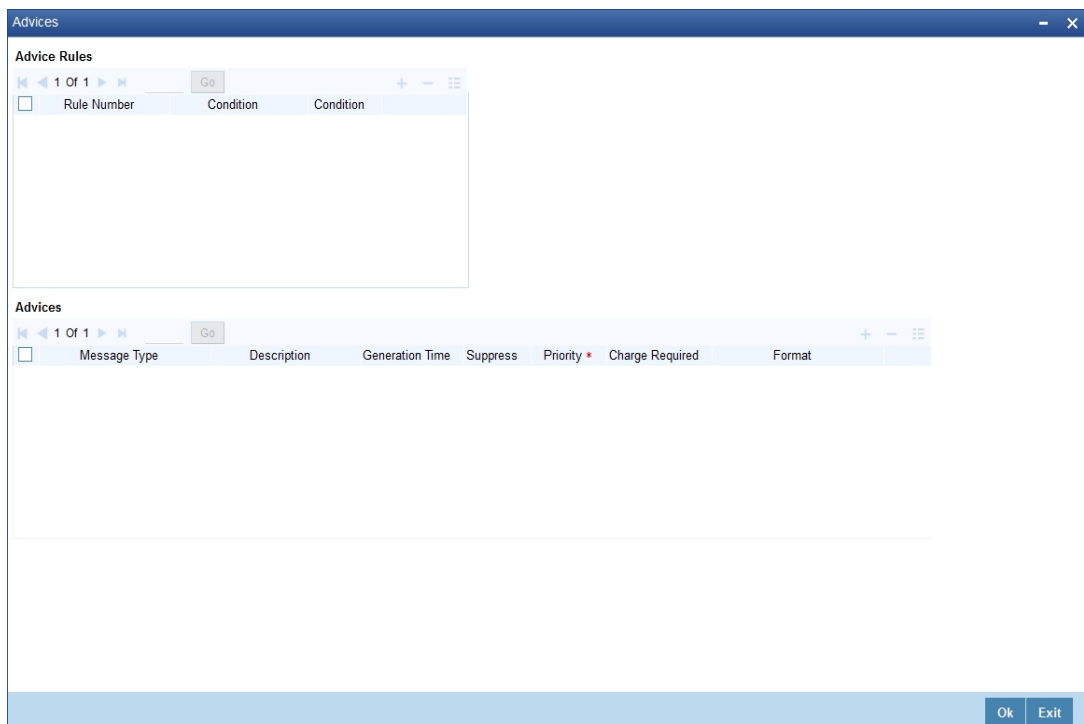 Advices
Advice Rules
1 Of 1 Go
Rule Number Condition Condition
Advices
1 Of 1 Go
Message Type Description Generation Time Suppress Priority * Charge Required Format
Ok Exit